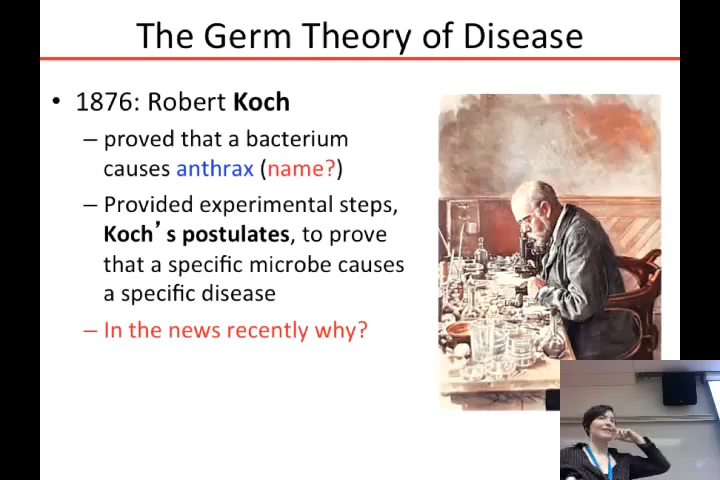 The Germ Theory of Disease
• 1876: Robert Koch
– proved that a bacterium
causes anthrax (name?)
– Provided experimental steps,
Koch's postulates, to prove
that a specific microbe causes
a specific disease
– In the news recently why?